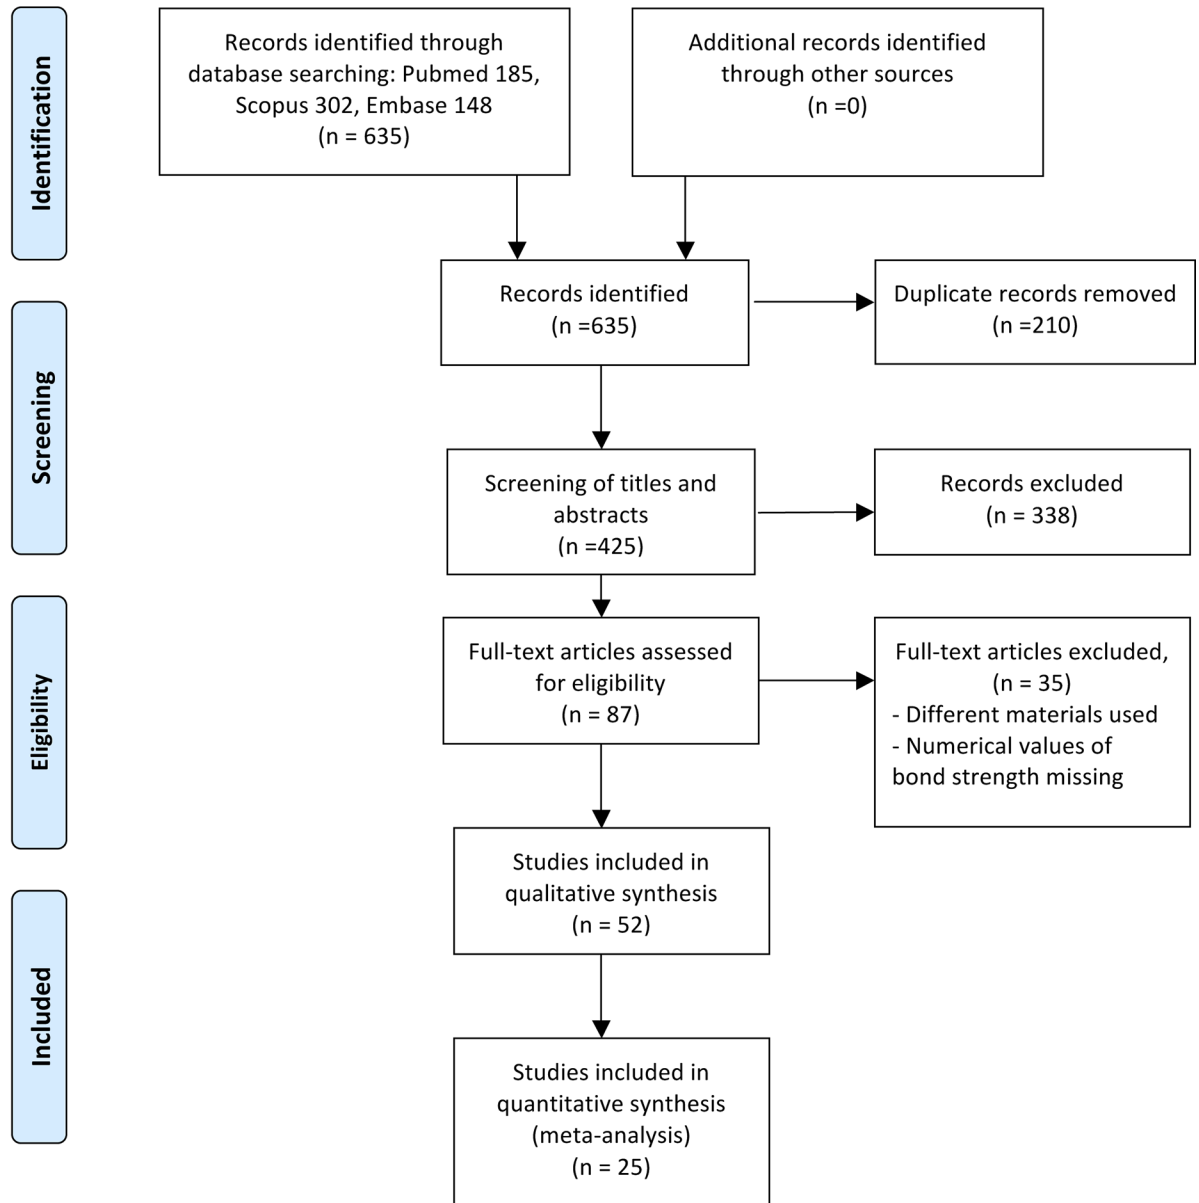 Identification
Records identified through
database searching: Pubmed 185,
Scopus 302, Embase 148
(n = 635)
Additional records identified
through other sources
(n =0)
Screening
Records identified
(n =635)
Duplicate records removed
(n =210)
Screening of titles and
abstracts
(n =425)
Records excluded
(n = 338)
Eligibility
Full-text articles assessed
for eligibility
(n = 87)
Full-text articles excluded,
(n = 35)
- Different materials used
- Numerical values of
bond strength missing
Included
Studies included in
qualitative synthesis
(n = 52)
Studies included in
quantitative synthesis
(meta-analysis)
(n = 25)